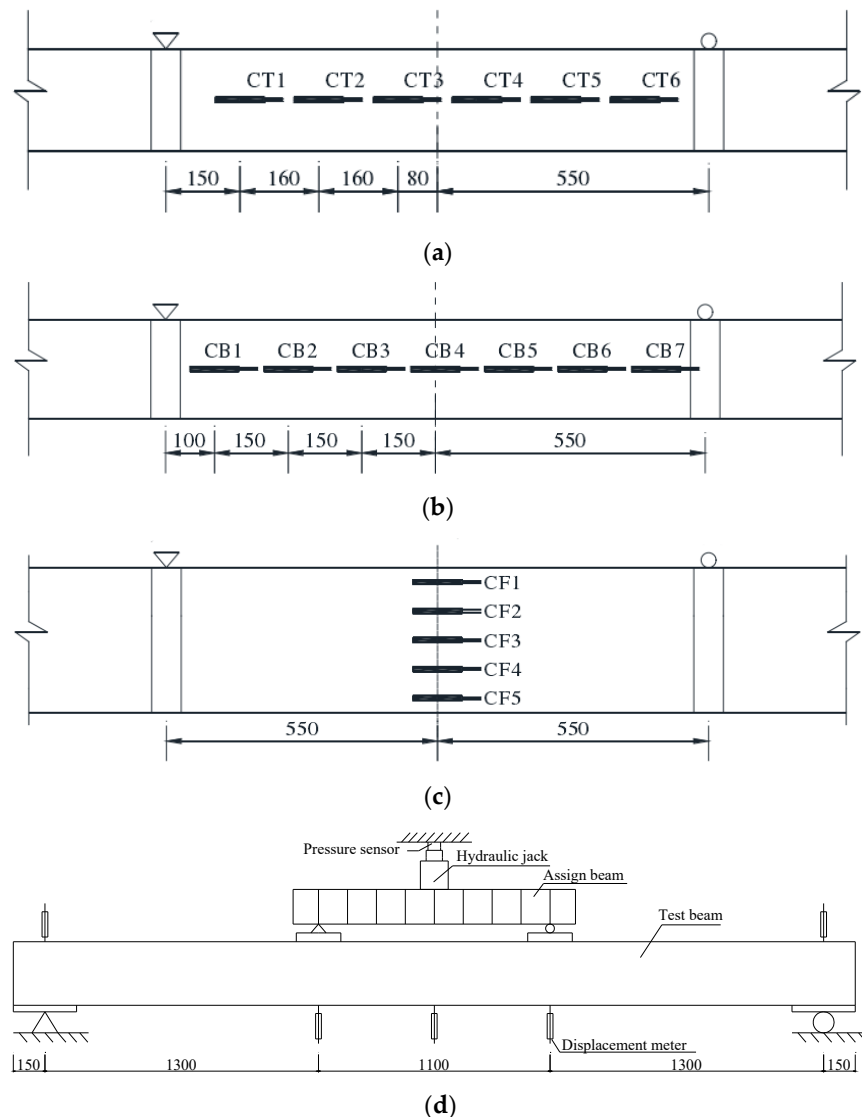 CT1 CT2 CT3 CT4 CT5 CT6
150 160 160 80 550
(a)
CB1 CB2 CB3 CB4 CB5 CB6 CB7
100 150 150 150 550
(b)
CF1
CF2
CF3
CF4
CF5
550 550
(c)
Pressure sensor
Hydraulic jack
Assign beam
Test beam
Displacement meter
150 1300 1100 1300 150
(d)